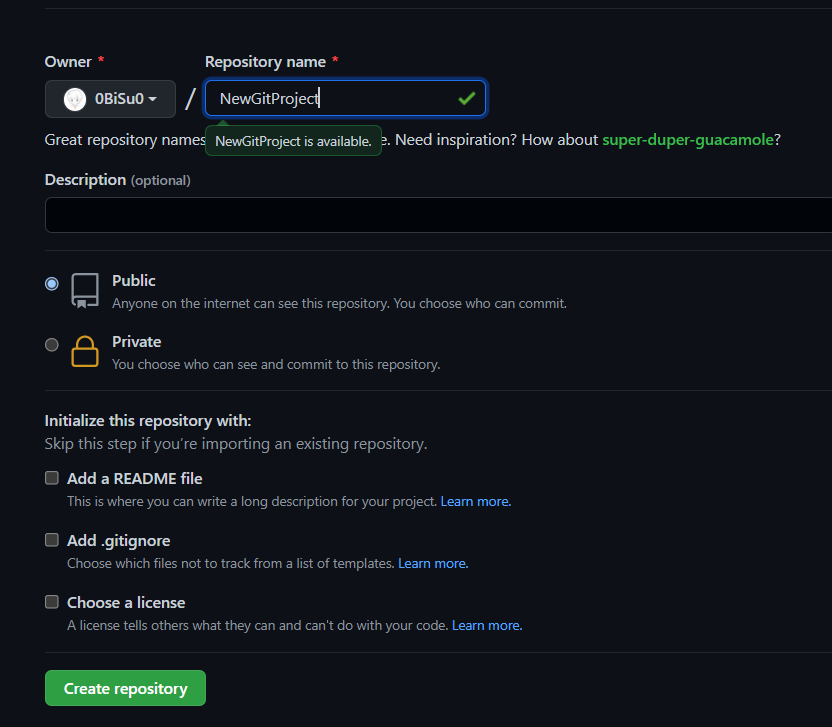 Owner * Repository name *
0BiSu0 / NewGitProject
Great repository names e. Need inspiration? How about super-duper-guacamole?
NewGitProject is available.
Description (optional)
Public
Anyone on the internet can see this repository. You choose who can commit.
Private
You choose who can see and commit to this repository.
Initialize this repository with:
Skip this step if you’re importing an existing repository.
Add a README file
This is where you can write a long description for your project. Learn more.
Add .gitignore
Choose which files not to track from a list of templates. Learn more.
Choose a license
A license tells others what they can and can't do with your code. Learn more.
Create repository